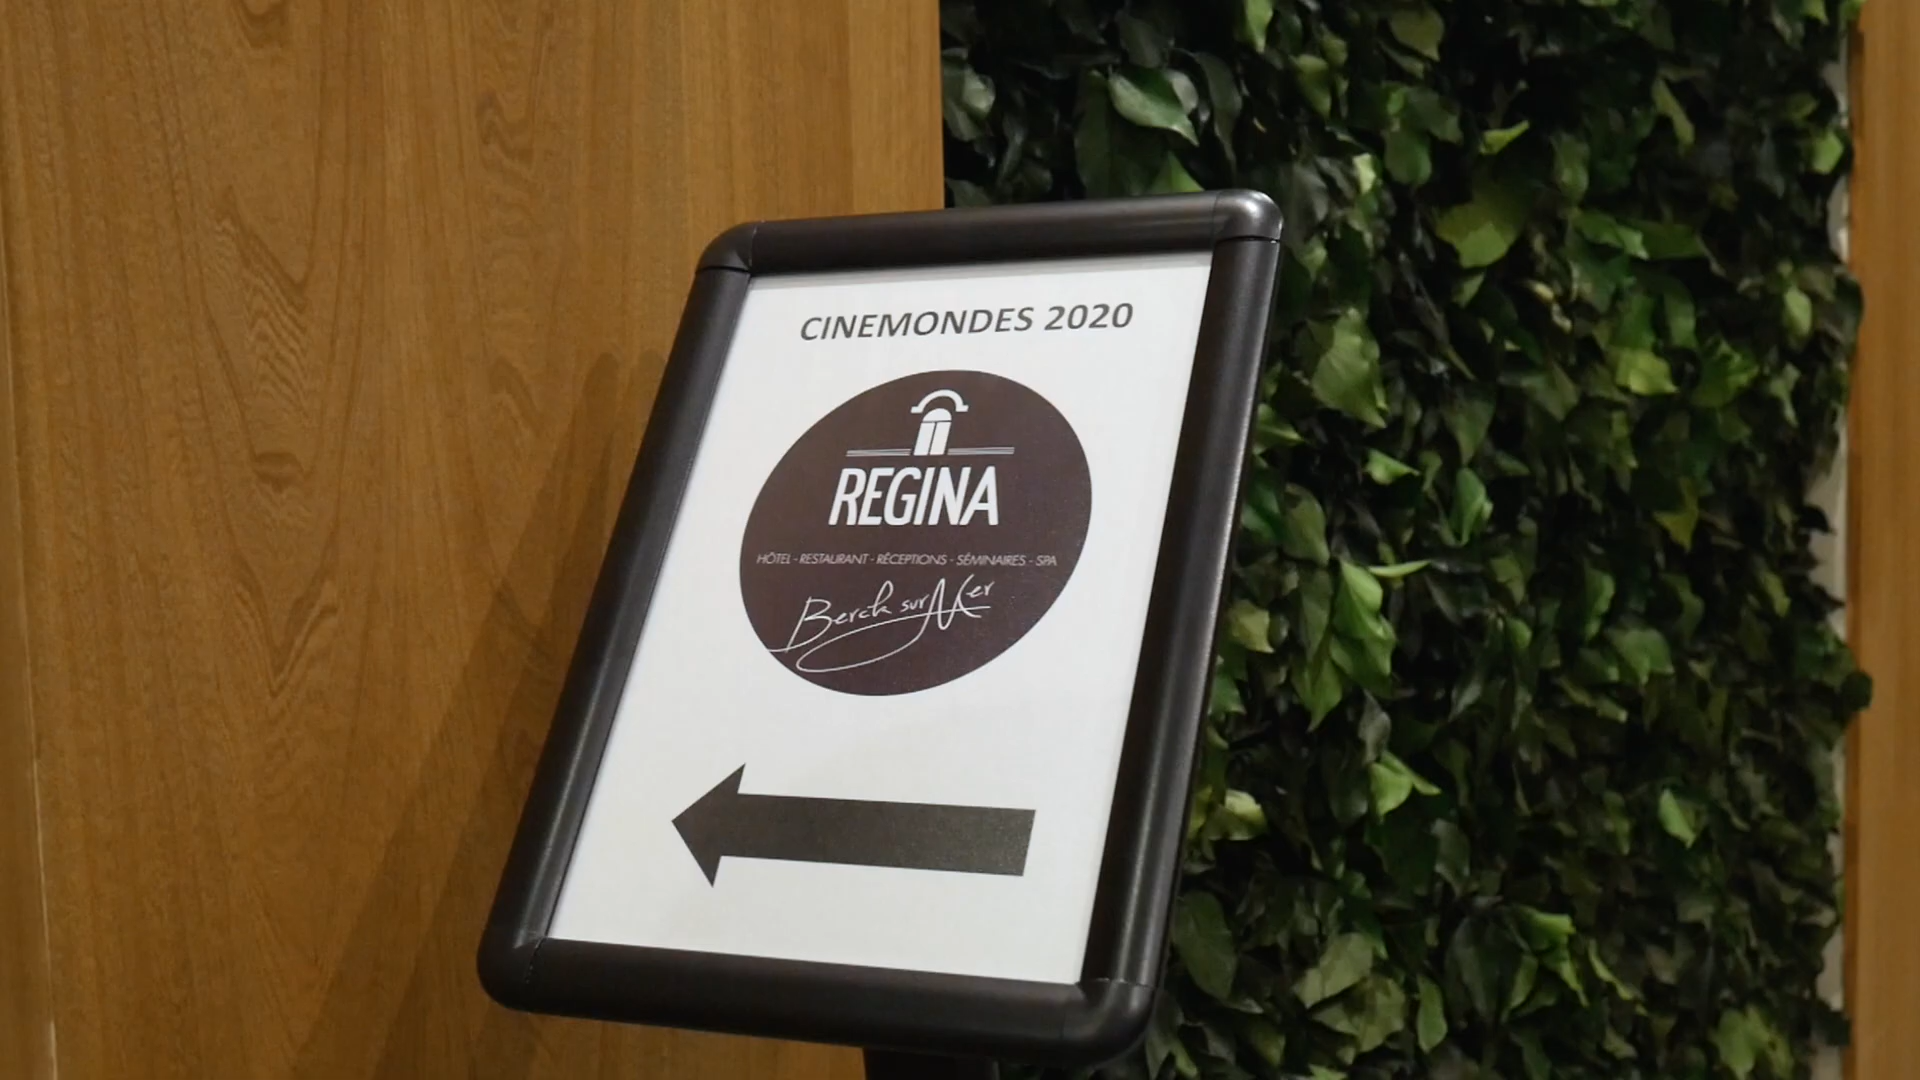 CINEMONDES 2020
REGINA
HÔTEL - RESTAURANT - RÉCEPTIONS - SÉMINAIRES - SPA
Berck sur Mer